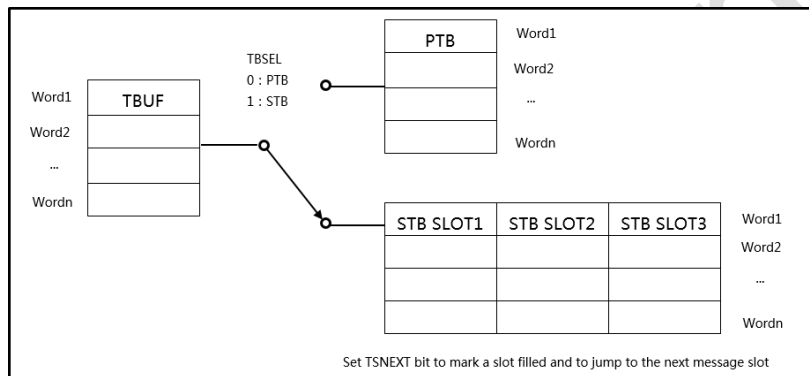 PTB
Word1
Word2
...
Wordn
TBSEL
0 : PTB
1 : STB
Word1
TBUF
Word2
...
Wordn
STB SLOT1 STB SLOT2 STB SLOT3
Word1
Word2
...
Wordn
Set TSNEXT bit to mark a slot filled and to jump to the next message slot